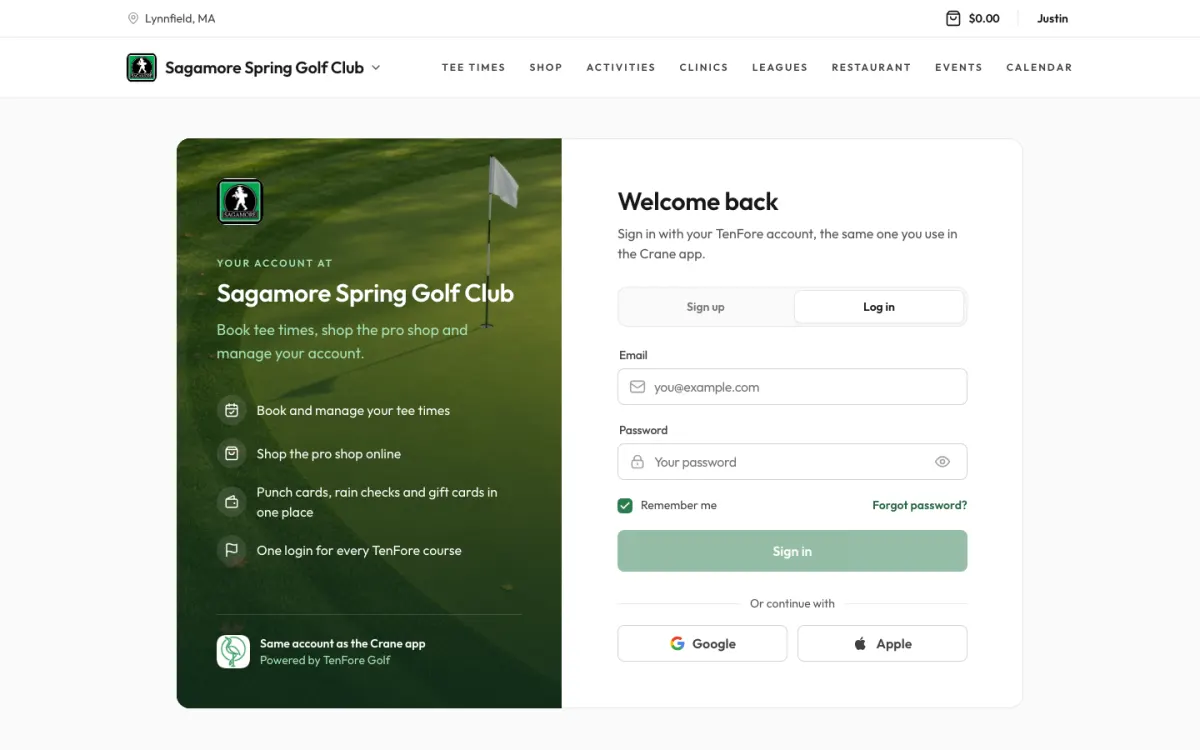 Lynnfield, MA
$0.00
Justin
Sagamore Spring Golf Club
TEE TIMES
SHOP
ACTIVITIES
CLINICS
LEAGUES
RESTAURANT
EVENTS
CALENDAR
SAGAMORE
YOUR ACCOUNT AT
Sagamore Spring Golf Club
Book tee times, shop the pro shop and
manage your account.
Book and manage your tee times
Shop the pro shop online
Punch cards, rain checks and gift cards in
one place
One login for every TenFore course
Same account as the Crane app
Powered by TenFore Golf
Welcome back
Sign in with your TenFore account, the same one you use in
the Crane app.
Sign up
Log in
Email
you@example.com
Password
Your password
Remember me
Forgot password?
Sign in
Or continue with
Google
Apple